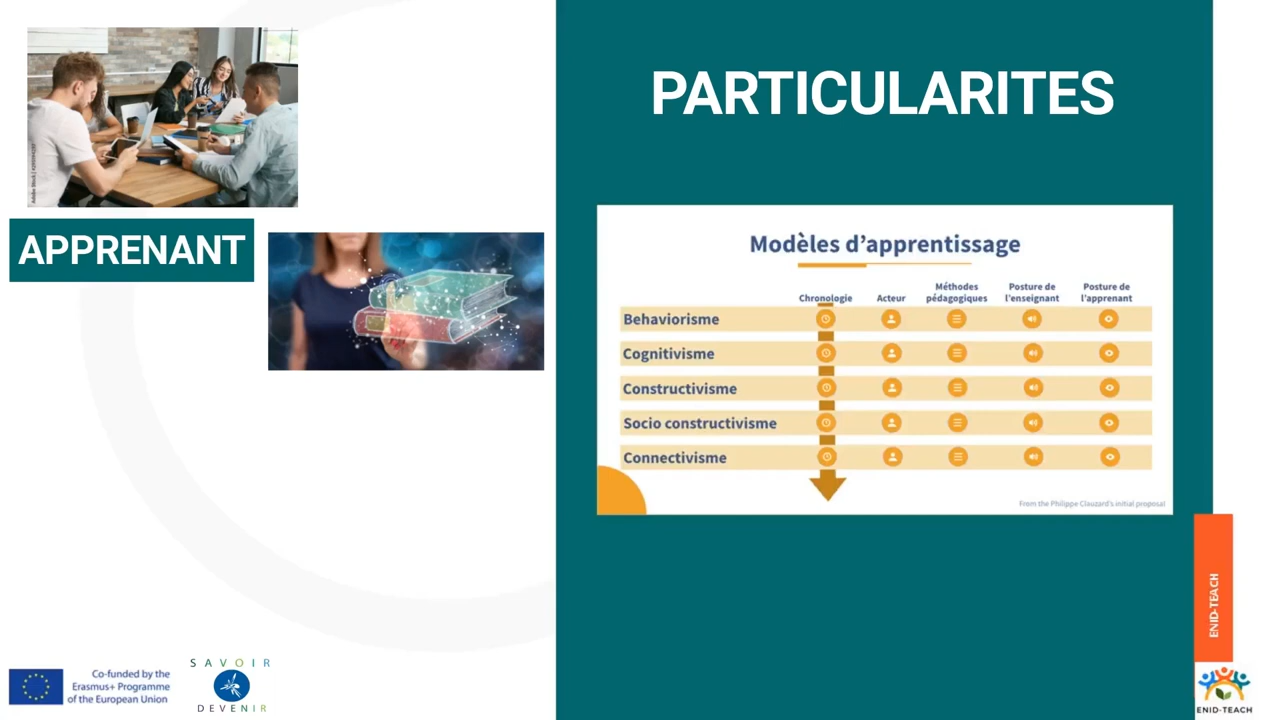 PARTICULARITES
APPRENANT
Modèles d’apprentissage
Chronologie
Acteur
Méthodes
pédagogiques
Posture de
l’enseignant
Posture de
l’apprenant
Behaviorisme
Cognitivisme
Constructivisme
Socio constructivisme
Connectivisme
From the Philippe Clauzard's initial proposal
ENID-TEACH
Co-funded by the
Erasmus+ Programme
of the European Union
SAVOIR
DEVENIR
ENID-TEACH